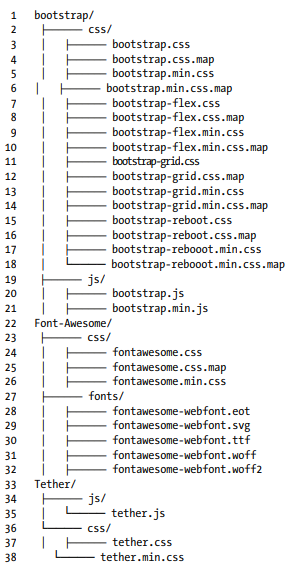 1 bootstrap/
2 ├─── css/
3 │ ├─── bootstrap.css
4 │ ├─── bootstrap.css.map
5 │ ├─── bootstrap.min.css
6 │ ├─── bootstrap.min.css.map
7 │ ├─── bootstrap-flex.css
8 │ ├─── bootstrap-flex.css.map
9 │ ├─── bootstrap-flex.min.css
10 │ ├─── bootstrap-flex.min.css.map
11 │ ├─── bootstrap-grid.css
12 │ ├─── bootstrap-grid.css.map
13 │ ├─── bootstrap-grid.min.css
14 │ ├─── bootstrap-grid.min.css.map
15 │ ├─── bootstrap-reboot.css
16 │ ├─── bootstrap-reboot.css.map
17 │ ├─── bootstrap-rebooot.min.css
18 │ └─── bootstrap-rebooot.min.css.map
19 ├─── js/
20 │ ├─── bootstrap.js
21 │ ├─── bootstrap.min.js
22 Font-Awesome/
23 ├─── css/
24 │ ├─── fontawesome.css
25 │ ├─── fontawesome.css.map
26 │ ├─── fontawesome.min.css
27 ├─── fonts/
28 │ ├─── fontawesome-webfont.eot
29 │ ├─── fontawesome-webfont.svg
30 │ ├─── fontawesome-webfont.ttf
31 │ ├─── fontawesome-webfont.woff
32 │ ├─── fontawesome-webfont.woff2
33 Tether/
34 ├─── js/
35 │ └─── tether.js
36 └─── css/
37 │ ├─── tether.css
38 └─── tether.min.css